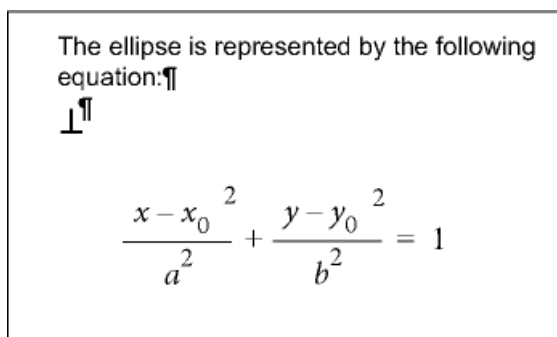 The ellipse is represented by the following
equation:¶
⊥¶
x − x₀ ² / a² + y − y₀ ² / b² = 1